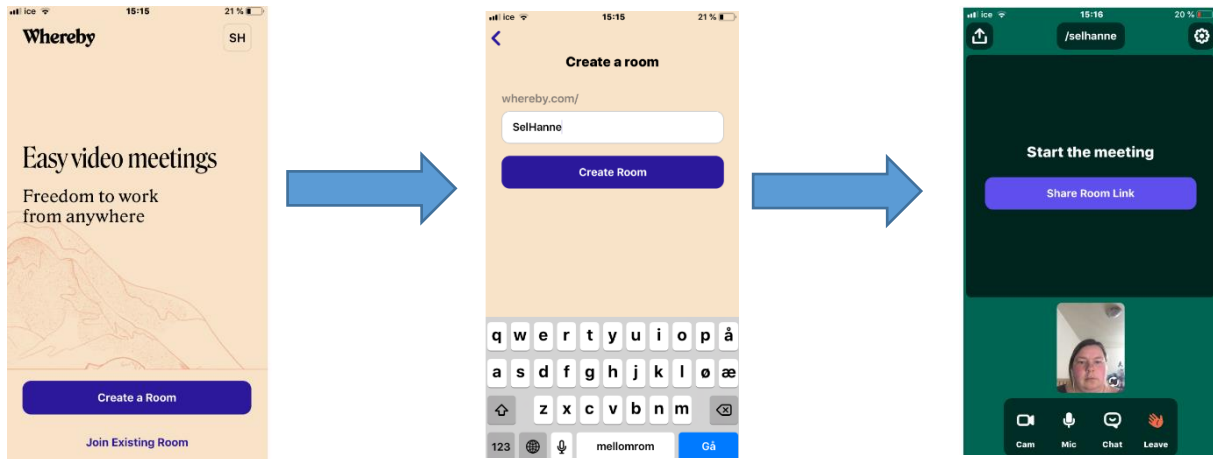 ice 15:15 21 %
Whereby
SH
Easy video meetings
Freedom to work
from anywhere
Create a Room
Join Existing Room
ice 15:15 21 %
Create a room
whereby.com/
SelHanne
Create Room
q w e r t y u i o p å
a s d f g h j k l ø æ
z x c v b n m
123 mellomrom Gå
ice 15:16 20 %
/selhanne
Start the meeting
Share Room Link
Cam Mic Chat Leave